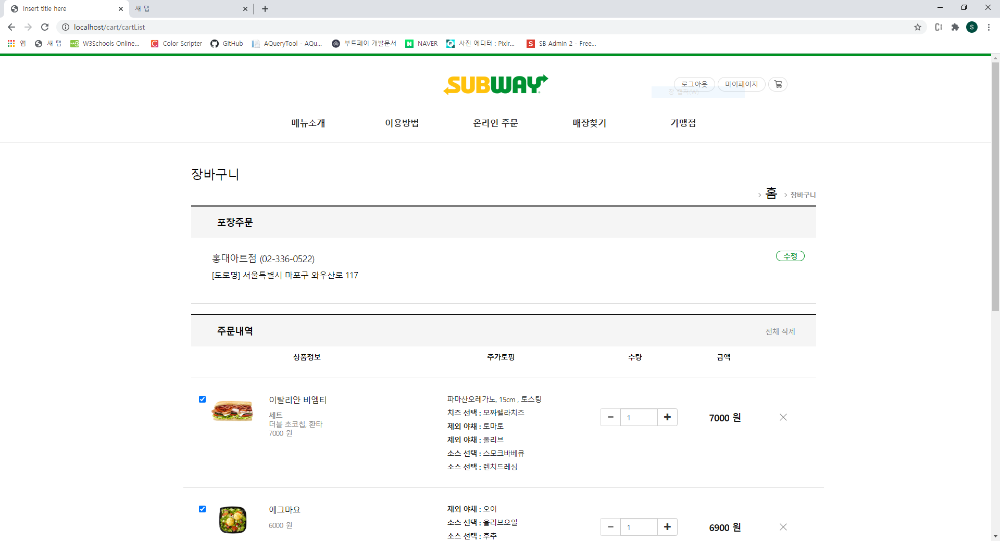 Insert title here
새 탭
localhost/cart/cartList
S
앱
새 탭
W3Schools Online...
Color Scripter
GitHub
AQueryTool - AQu...
부트페이 개발문서
NAVER
사진 에디터 : Pixlr...
SB Admin 2 - Free...
SUBWAY
로그아웃
마이페이지
창 캡처(W)
메뉴소개
이용방법
온라인 주문
매장찾기
가맹점
장바구니
> 홈 > 장바구니
포장주문
홍대아트점 (02-336-0522)
수정
[도로명] 서울특별시 마포구 와우산로 117
주문내역
전체 삭제
상품정보
추가토핑
수량
금액
이탈리안 비엠티
세트
더블 초코칩, 환타
7000 원
파마산오레가노, 15cm , 토스팅
치즈 선택 : 모짜렐라치즈
제외 야채 : 토마토
제외 야채 : 올리브
소스 선택 : 스모크바베큐
소스 선택 : 렌치드레싱
1
7000 원
에그마요
6000 원
제외 야채 : 오이
소스 선택 : 올리브오일
소스 선택 : 후추
1
6900 원